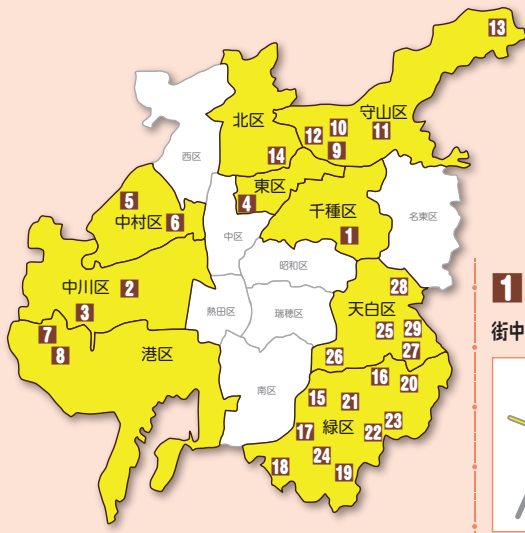 13
北区
守山区
12
10
11
9
14
西区
東区
4
千種区
1
名東区
5
中村区
6
中区
昭和区
中川区
2
3
熱田区
瑞穂区
天白区
28
25
29
27
26
7
8
港区
南区
16
20
15
21
緑区
17
22
23
24
18
19
1
街中